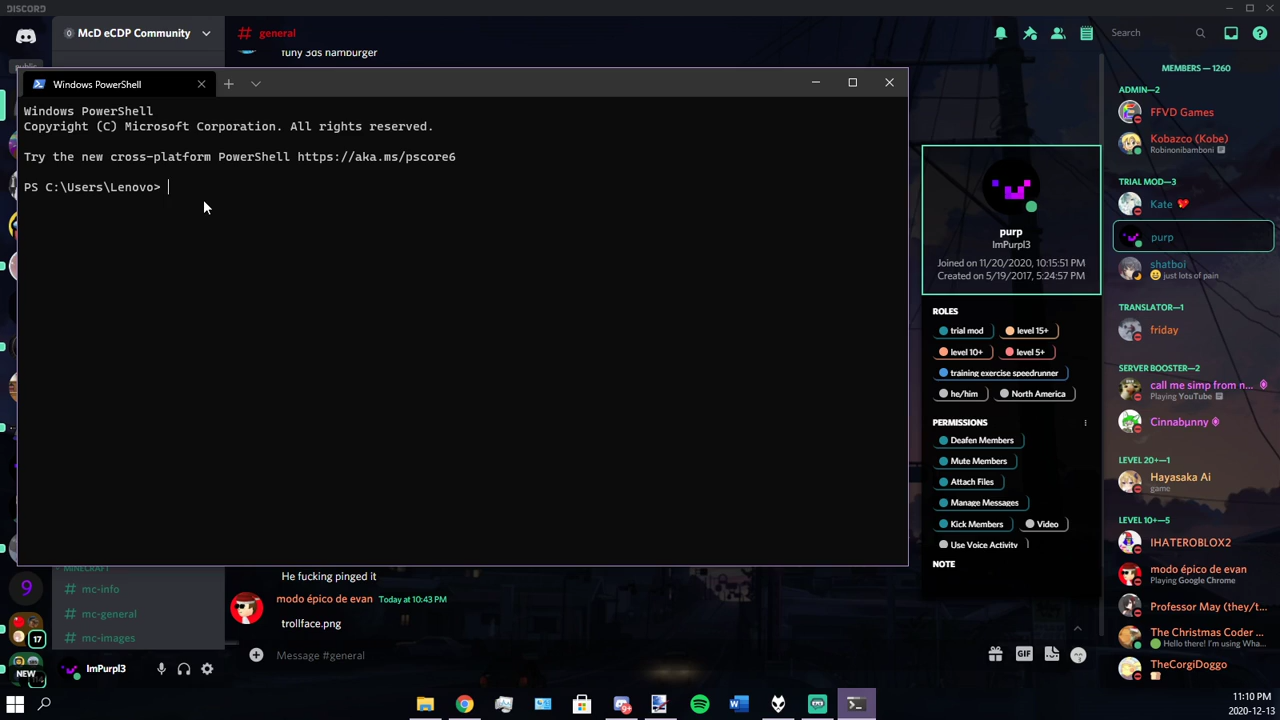 DISCORD
McD eCDP Community
general
funy 3ds hamburger
Search
Windows PowerShell
Windows PowerShell
Copyright (C) Microsoft Corporation. All rights reserved.
Try the new cross-platform PowerShell https://aka.ms/pscore6
PS C:\Users\Lenovo>
purp
ImPurpl3
Joined on 11/20/2020, 10:15:51 PM
Created on 5/19/2017, 5:24:57 PM
ROLES
trial mod
level 15+
level 10+
level 5+
training exercise speedrunner
he/him
North America
PERMISSIONS
Deafen Members
Mute Members
Attach Files
Manage Messages
Kick Members
Video
Use Voice Activity
NOTE
MEMBERS — 1260
ADMIN—2
FFVD Games
Kobazco (Kobe)
Robinonibamboni
TRIAL MOD—3
Kate
purp
shatboi
just lots of pain
TRANSLATOR—1
friday
SERVER BOOSTER—2
call me simp from n...
Playing YouTube
Cinnabµnny
LEVEL 20+—1
Hayasaka Ai
game
LEVEL 10+—5
IHATEROBLOX2
modo épico de evan
Playing Google Chrome
Professor May (they/t...
The Christmas Coder ...
Hello there! I'm using Wha...
TheCorgiDoggo
MINECRAFT
mc-info
mc-general
mc-images
He fucking pinged it
modo épico de evan Today at 10:43 PM
trollface.png
Message #general
GIF
9
17
NEW
ImPurpl3
11:10 PM
2020-12-13